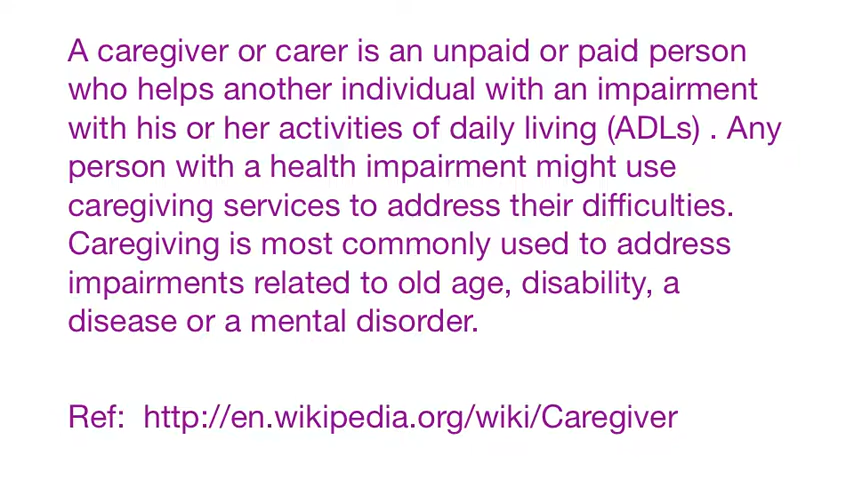 A caregiver or carer is an unpaid or paid person
who helps another individual with an impairment
with his or her activities of daily living (ADLs) . Any
person with a health impairment might use
caregiving services to address their difficulties.
Caregiving is most commonly used to address
impairments related to old age, disability, a
disease or a mental disorder.
Ref:  http://en.wikipedia.org/wiki/Caregiver